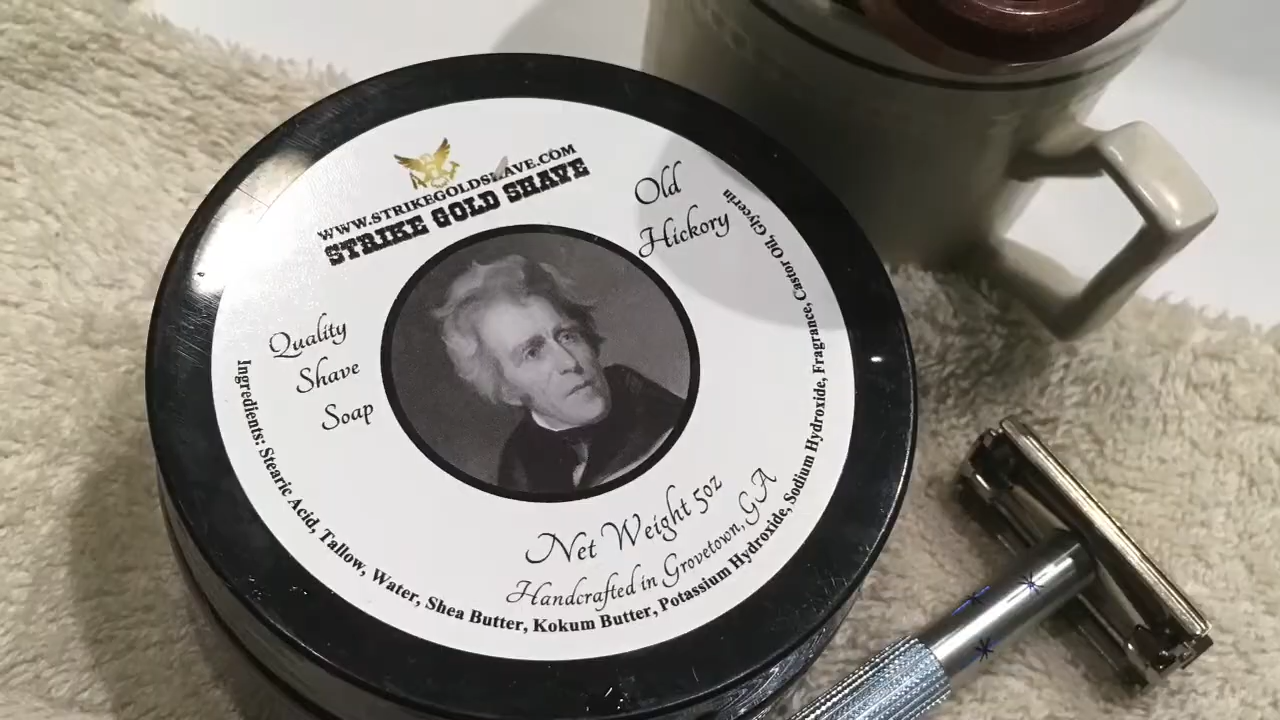 WWW.STRIKEGOLDSHAVE.COM
STRIKE GOLD SHAVE
Old
Hickory
Quality
Shave
Soap
Net Weight 5oz
Handcrafted in Grovetown, GA
Ingredients: Stearic Acid, Tallow, Water, Shea Butter, Kokum Butter, Potassium Hydroxide, Sodium Hydroxide, Fragrance, Castor Oil, Glycerin